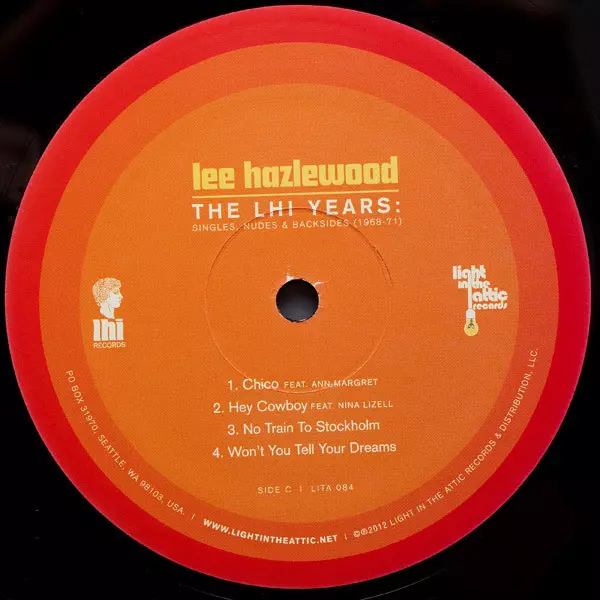 lee hazlewood
THE LHI YEARS:
SINGLES, NUDES & BACKSIDES (1968-71)
lhi
RECORDS
light
in the
attic
records
1. Chico FEAT. ANN MARGRET
2. Hey Cowboy FEAT. NINA LIZELL
3. No Train To Stockholm
4. Won't You Tell Your Dreams
SIDE C | LITA 084
PO BOX 31970, SEATTLE, WA 98103, USA. | WWW.LIGHTINTHEATTIC.NET | ©℗2012 LIGHT IN THE ATTIC RECORDS & DISTRIBUTION, LLC.